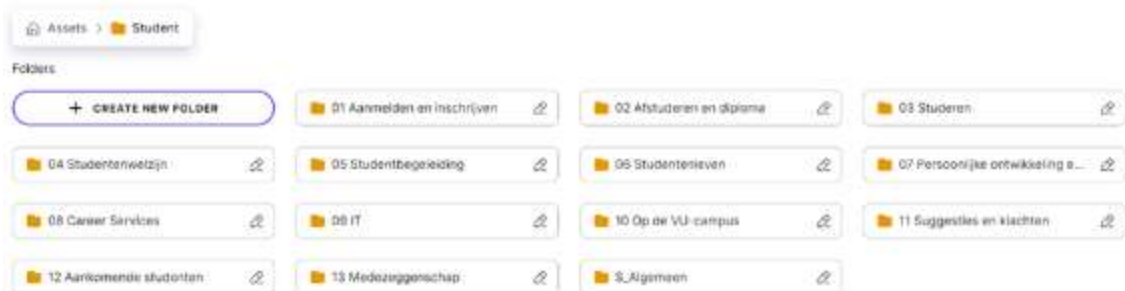 Assets > Student
Folders
+ CREATE NEW FOLDER 01 Aanmelden en inschrijven 02 Afstuderen en diploma 03 Studeren
04 Studentenwelzijn 05 Studentbegeleiding 06 Studentenleven 07 Persoonlijke ontwikkeling e...
08 Career Services 09 IT 10 Op de VU-campus 11 Suggesties en klachten
12 Aankomende studenten 13 Medezeggenschap S_Algemeen